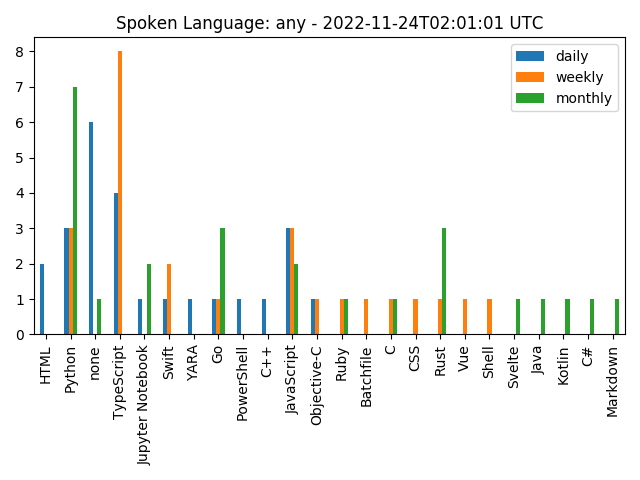 Spoken Language: any - 2022-11-24T02:01:01 UTC
daily
weekly
monthly
8
7
6
5
4
3
2
1
0
HTML
Python
none
TypeScript
Jupyter Notebook
Swift
YARA
Go
PowerShell
C++
JavaScript
Objective-C
Ruby
Batchfile
C
CSS
Rust
Vue
Shell
Svelte
Java
Kotlin
C#
Markdown